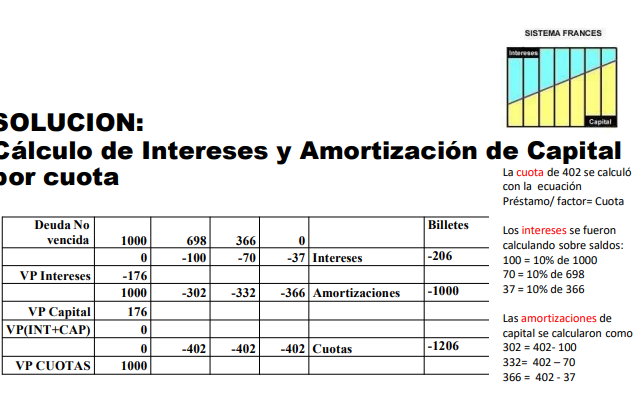 SISTEMA FRANCES
Intereses
Capital
SOLUCION:
Cálculo de Intereses y Amortización de Capital
por cuota
La cuota de 402 se calculó
con la ecuación
Préstamo/ factor= Cuota
Los intereses se fueron
calculando sobre saldos:
100 = 10% de 1000
70 = 10% de 698
37 = 10% de 366
Las amortizaciones de
capital se calcularon como
302 = 402- 100
332= 402 – 70
366 = 402 - 37
Deuda No
vencida 1000 698 366 0 Billetes
0 -100 -70 -37 Intereses -206
VP Intereses -176
1000 -302 -332 -366 Amortizaciones -1000
VP Capital 176
VP(INT+CAP) 0
0 -402 -402 -402 Cuotas -1206
VP CUOTAS 1000